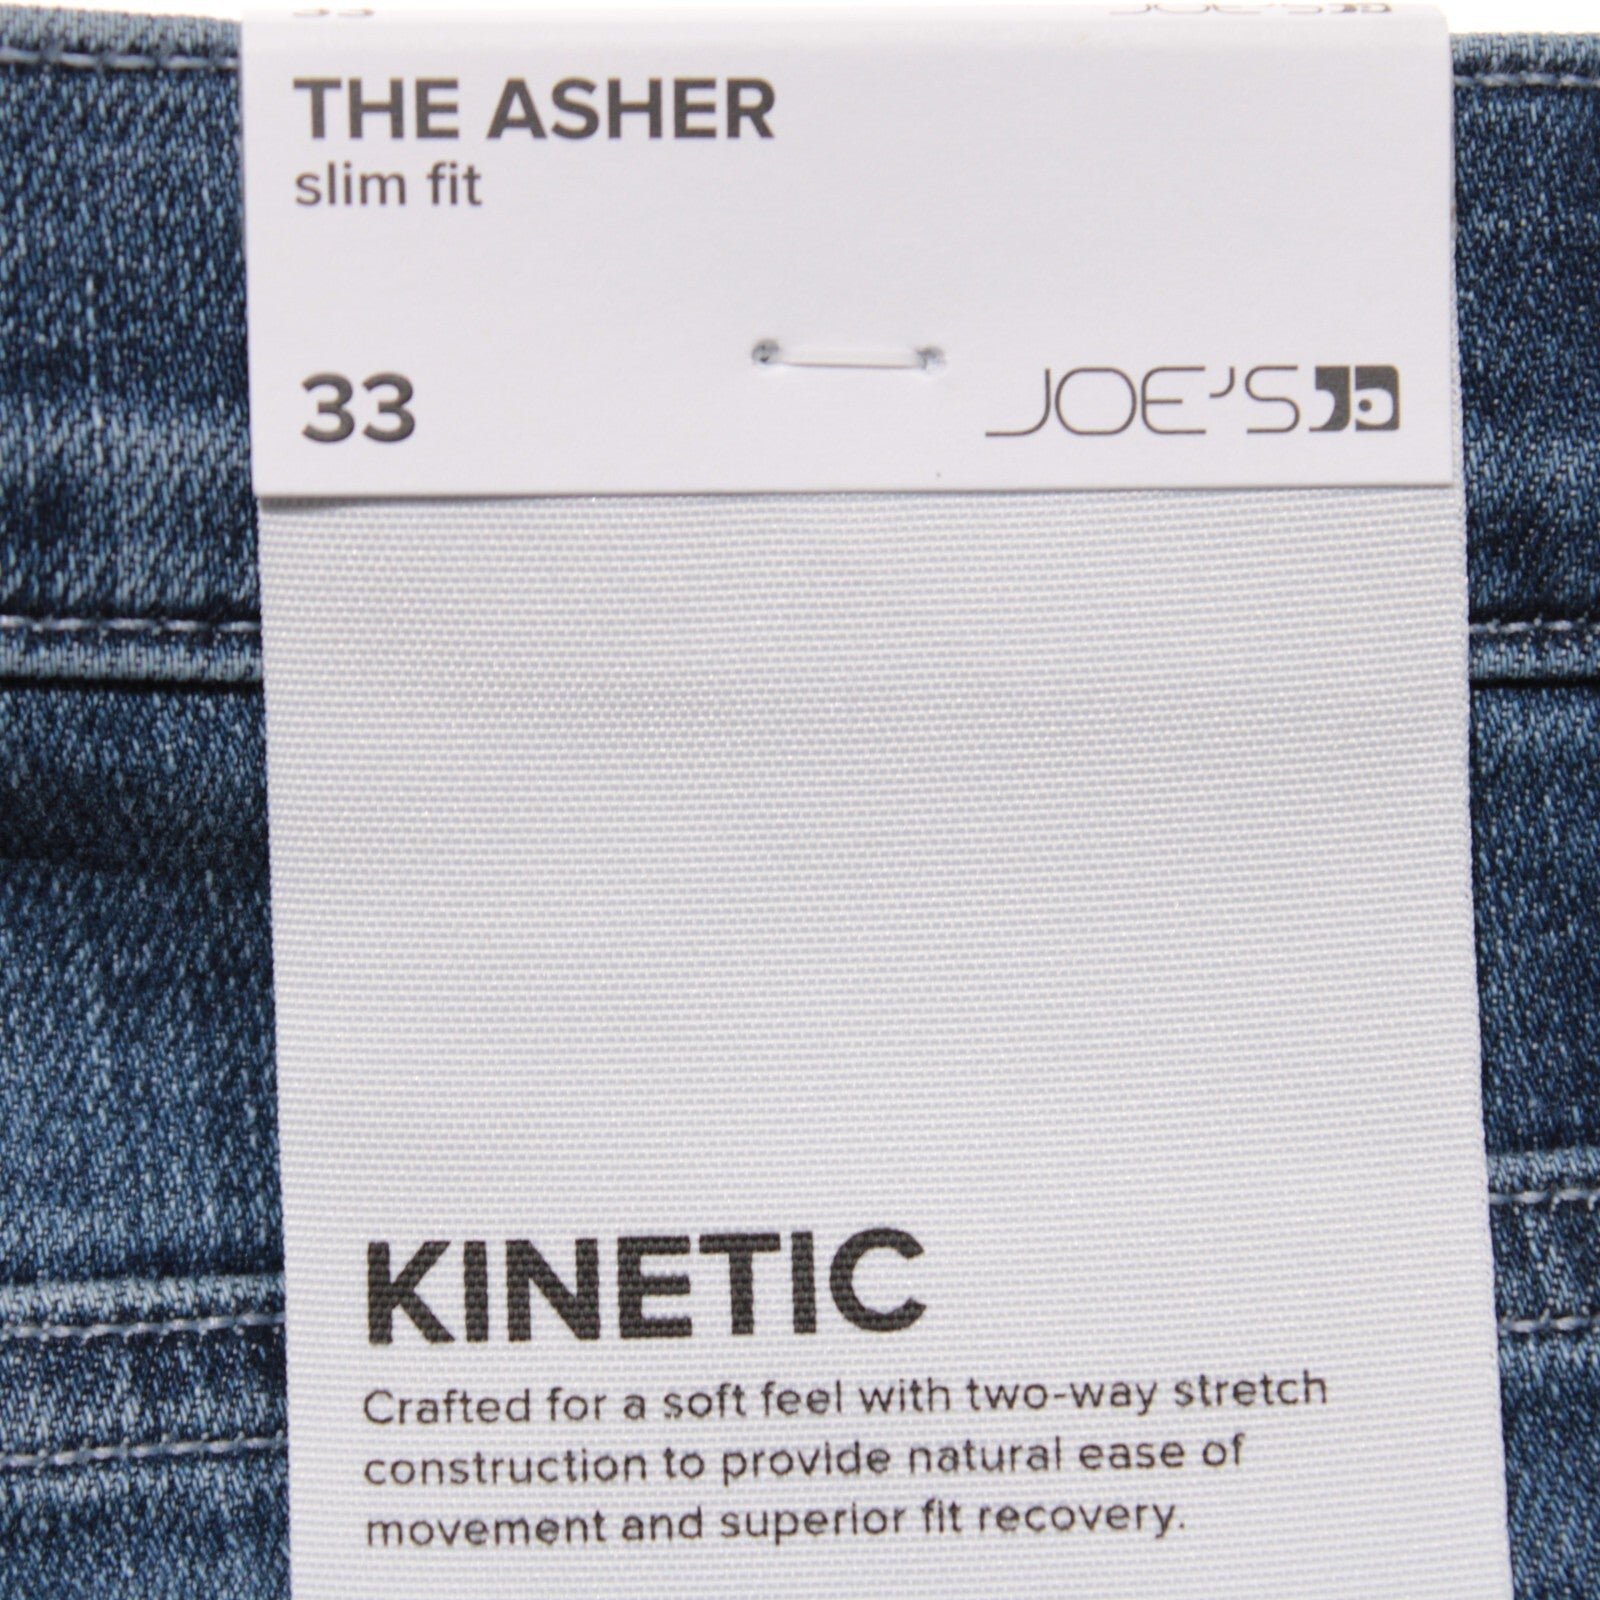 THE ASHER
slim fit
33
JOE'S
KINETIC
Crafted for a soft feel with two-way stretch
construction to provide natural ease of
movement and superior fit recovery.